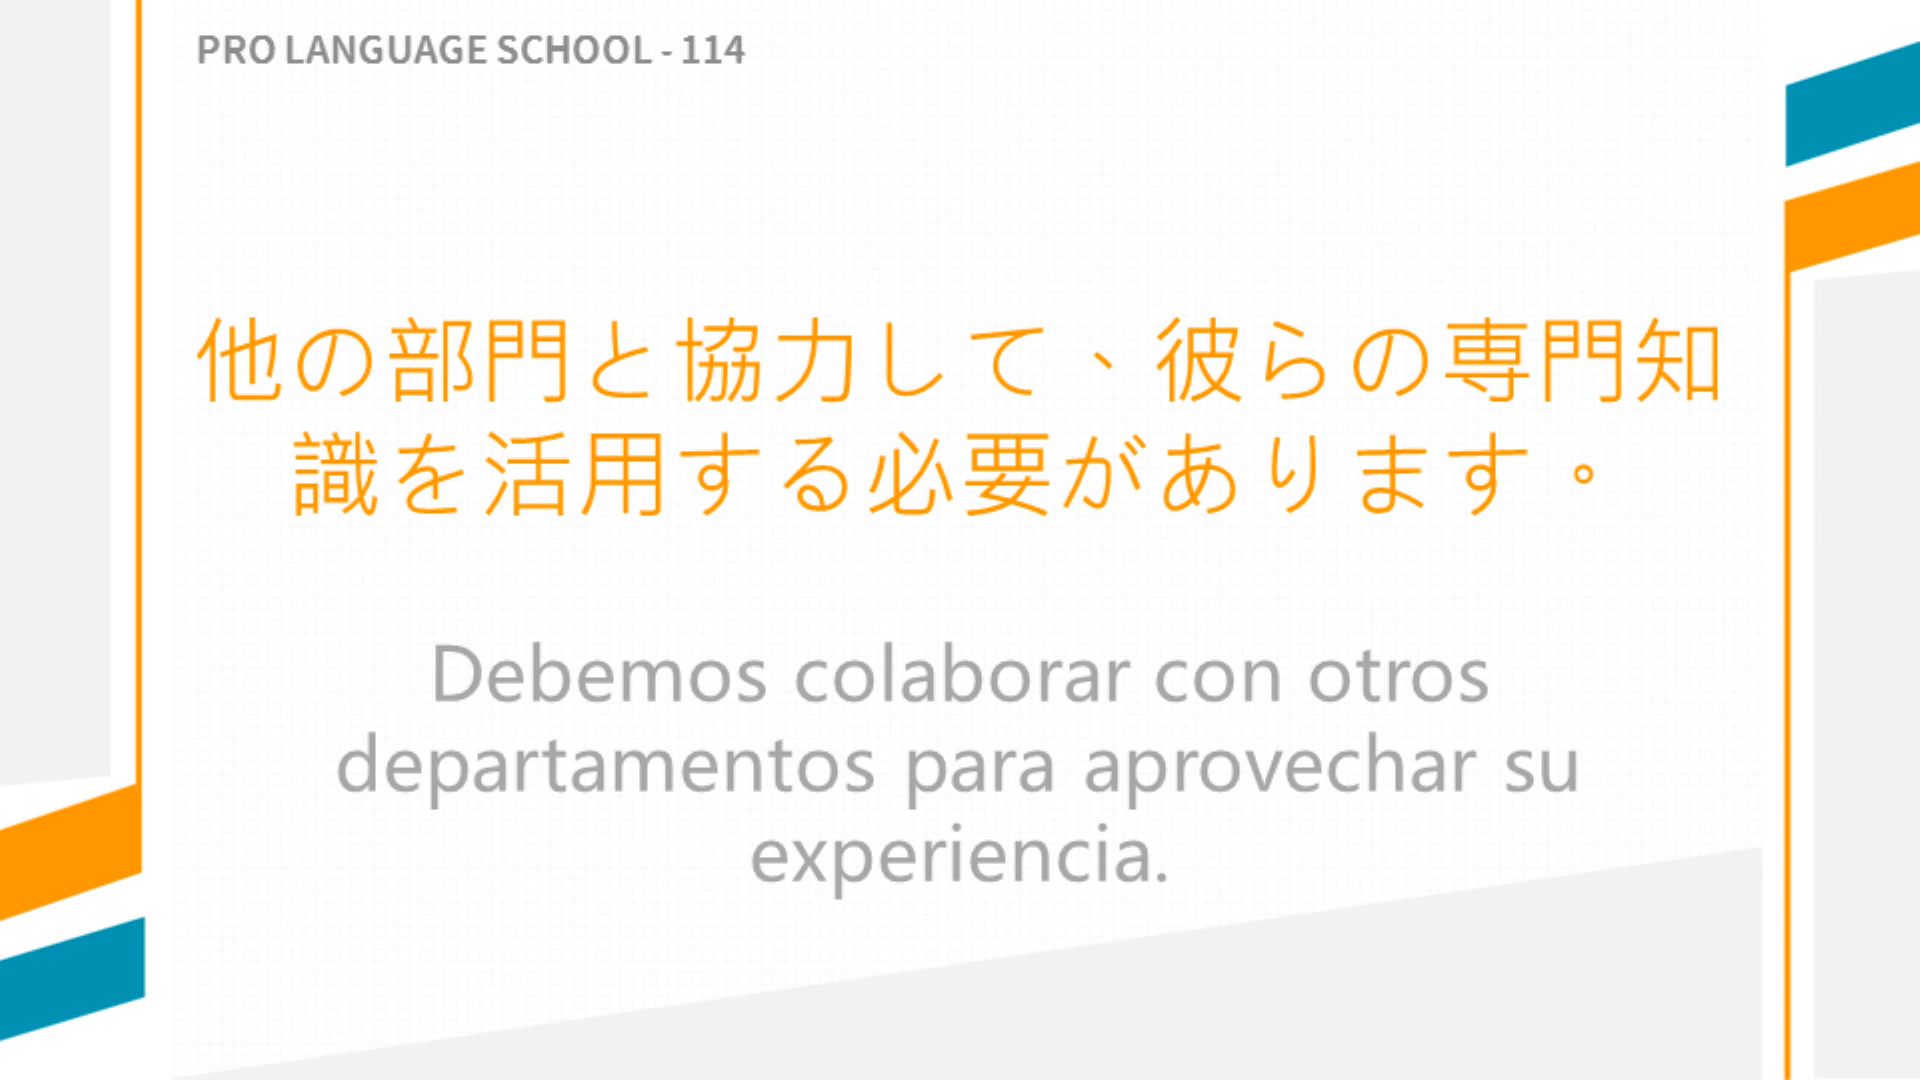 PRO LANGUAGE SCHOOL - 114
他の部門と協力して、彼らの専門知
識を活用する必要があります。
Debemos colaborar con otros
departamentos para aprovechar su
experiencia.